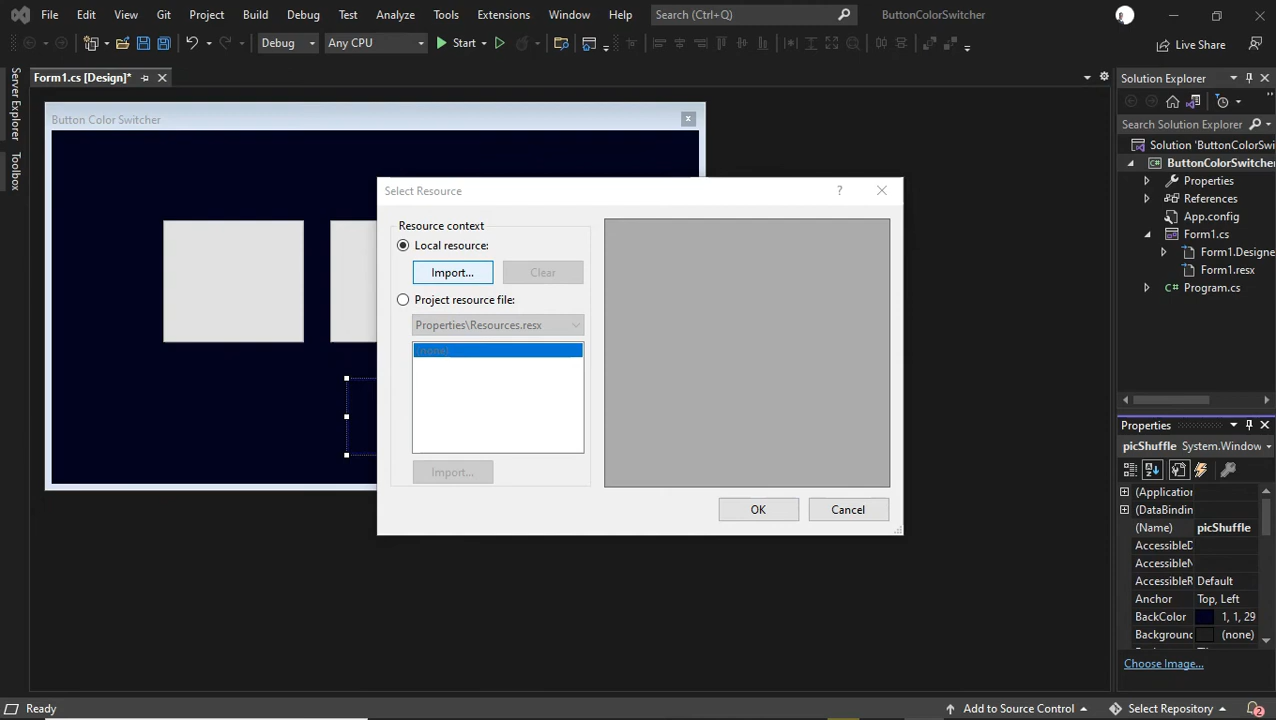 File Edit View Git Project Build Debug Test Analyze Tools Extensions Window Help Search (Ctrl+Q) ButtonColorSwitcher
Debug Any CPU Start Live Share
Server Explorer
Toolbox
Form1.cs [Design]*
Button Color Switcher
Select Resource
Resource context
Local resource:
Import... Clear
Project resource file:
Properties\Resources.resx
(none)
Import...
OK Cancel
Solution Explorer
Search Solution Explorer
Solution 'ButtonColorSwi
ButtonColorSwitcher
Properties
References
App.config
Form1.cs
Form1.Designe
Form1.resx
Program.cs
Properties
picShuffle System.Window
(Application
(DataBinding
(Name) picShuffle
AccessibleD
AccessibleN
AccessibleR Default
Anchor Top, Left
BackColor 1, 1, 29
Background (none)
Choose Image...
Ready Add to Source Control Select Repository 2